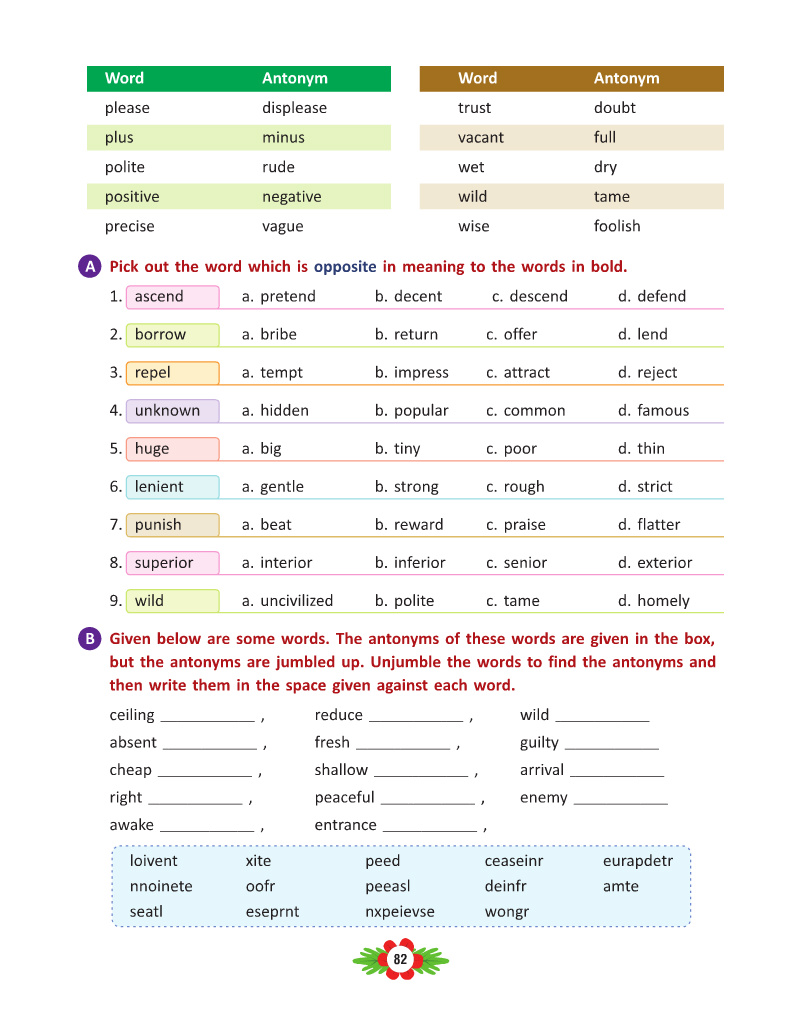 Word Antonym Word Antonym
please displease trust doubt
plus minus vacant full
polite rude wet dry
positive negative wild tame
precise vague wise foolish
A Pick out the word which is opposite in meaning to the words in bold.
1. ascend a. pretend b. decent c. descend d. defend
2. borrow a. bribe b. return c. offer d. lend
3. repel a. tempt b. impress c. attract d. reject
4. unknown a. hidden b. popular c. common d. famous
5. huge a. big b. tiny c. poor d. thin
6. lenient a. gentle b. strong c. rough d. strict
7. punish a. beat b. reward c. praise d. flatter
8. superior a. interior b. inferior c. senior d. exterior
9. wild a. uncivilized b. polite c. tame d. homely
B Given below are some words. The antonyms of these words are given in the box,
but the antonyms are jumbled up. Unjumble the words to find the antonyms and
then write them in the space given against each word.
ceiling ___________ , reduce ___________ , wild ___________
absent ___________ , fresh ___________ , guilty ___________
cheap ___________ , shallow ___________ , arrival ___________
right ___________ , peaceful ___________ , enemy ___________
awake ___________ , entrance ___________ ,
loivent xite peed ceaseinr eurapdetr
nnoinete oofr peeasl deinfr amte
seatl eseprnt nxpeievse wongr
82